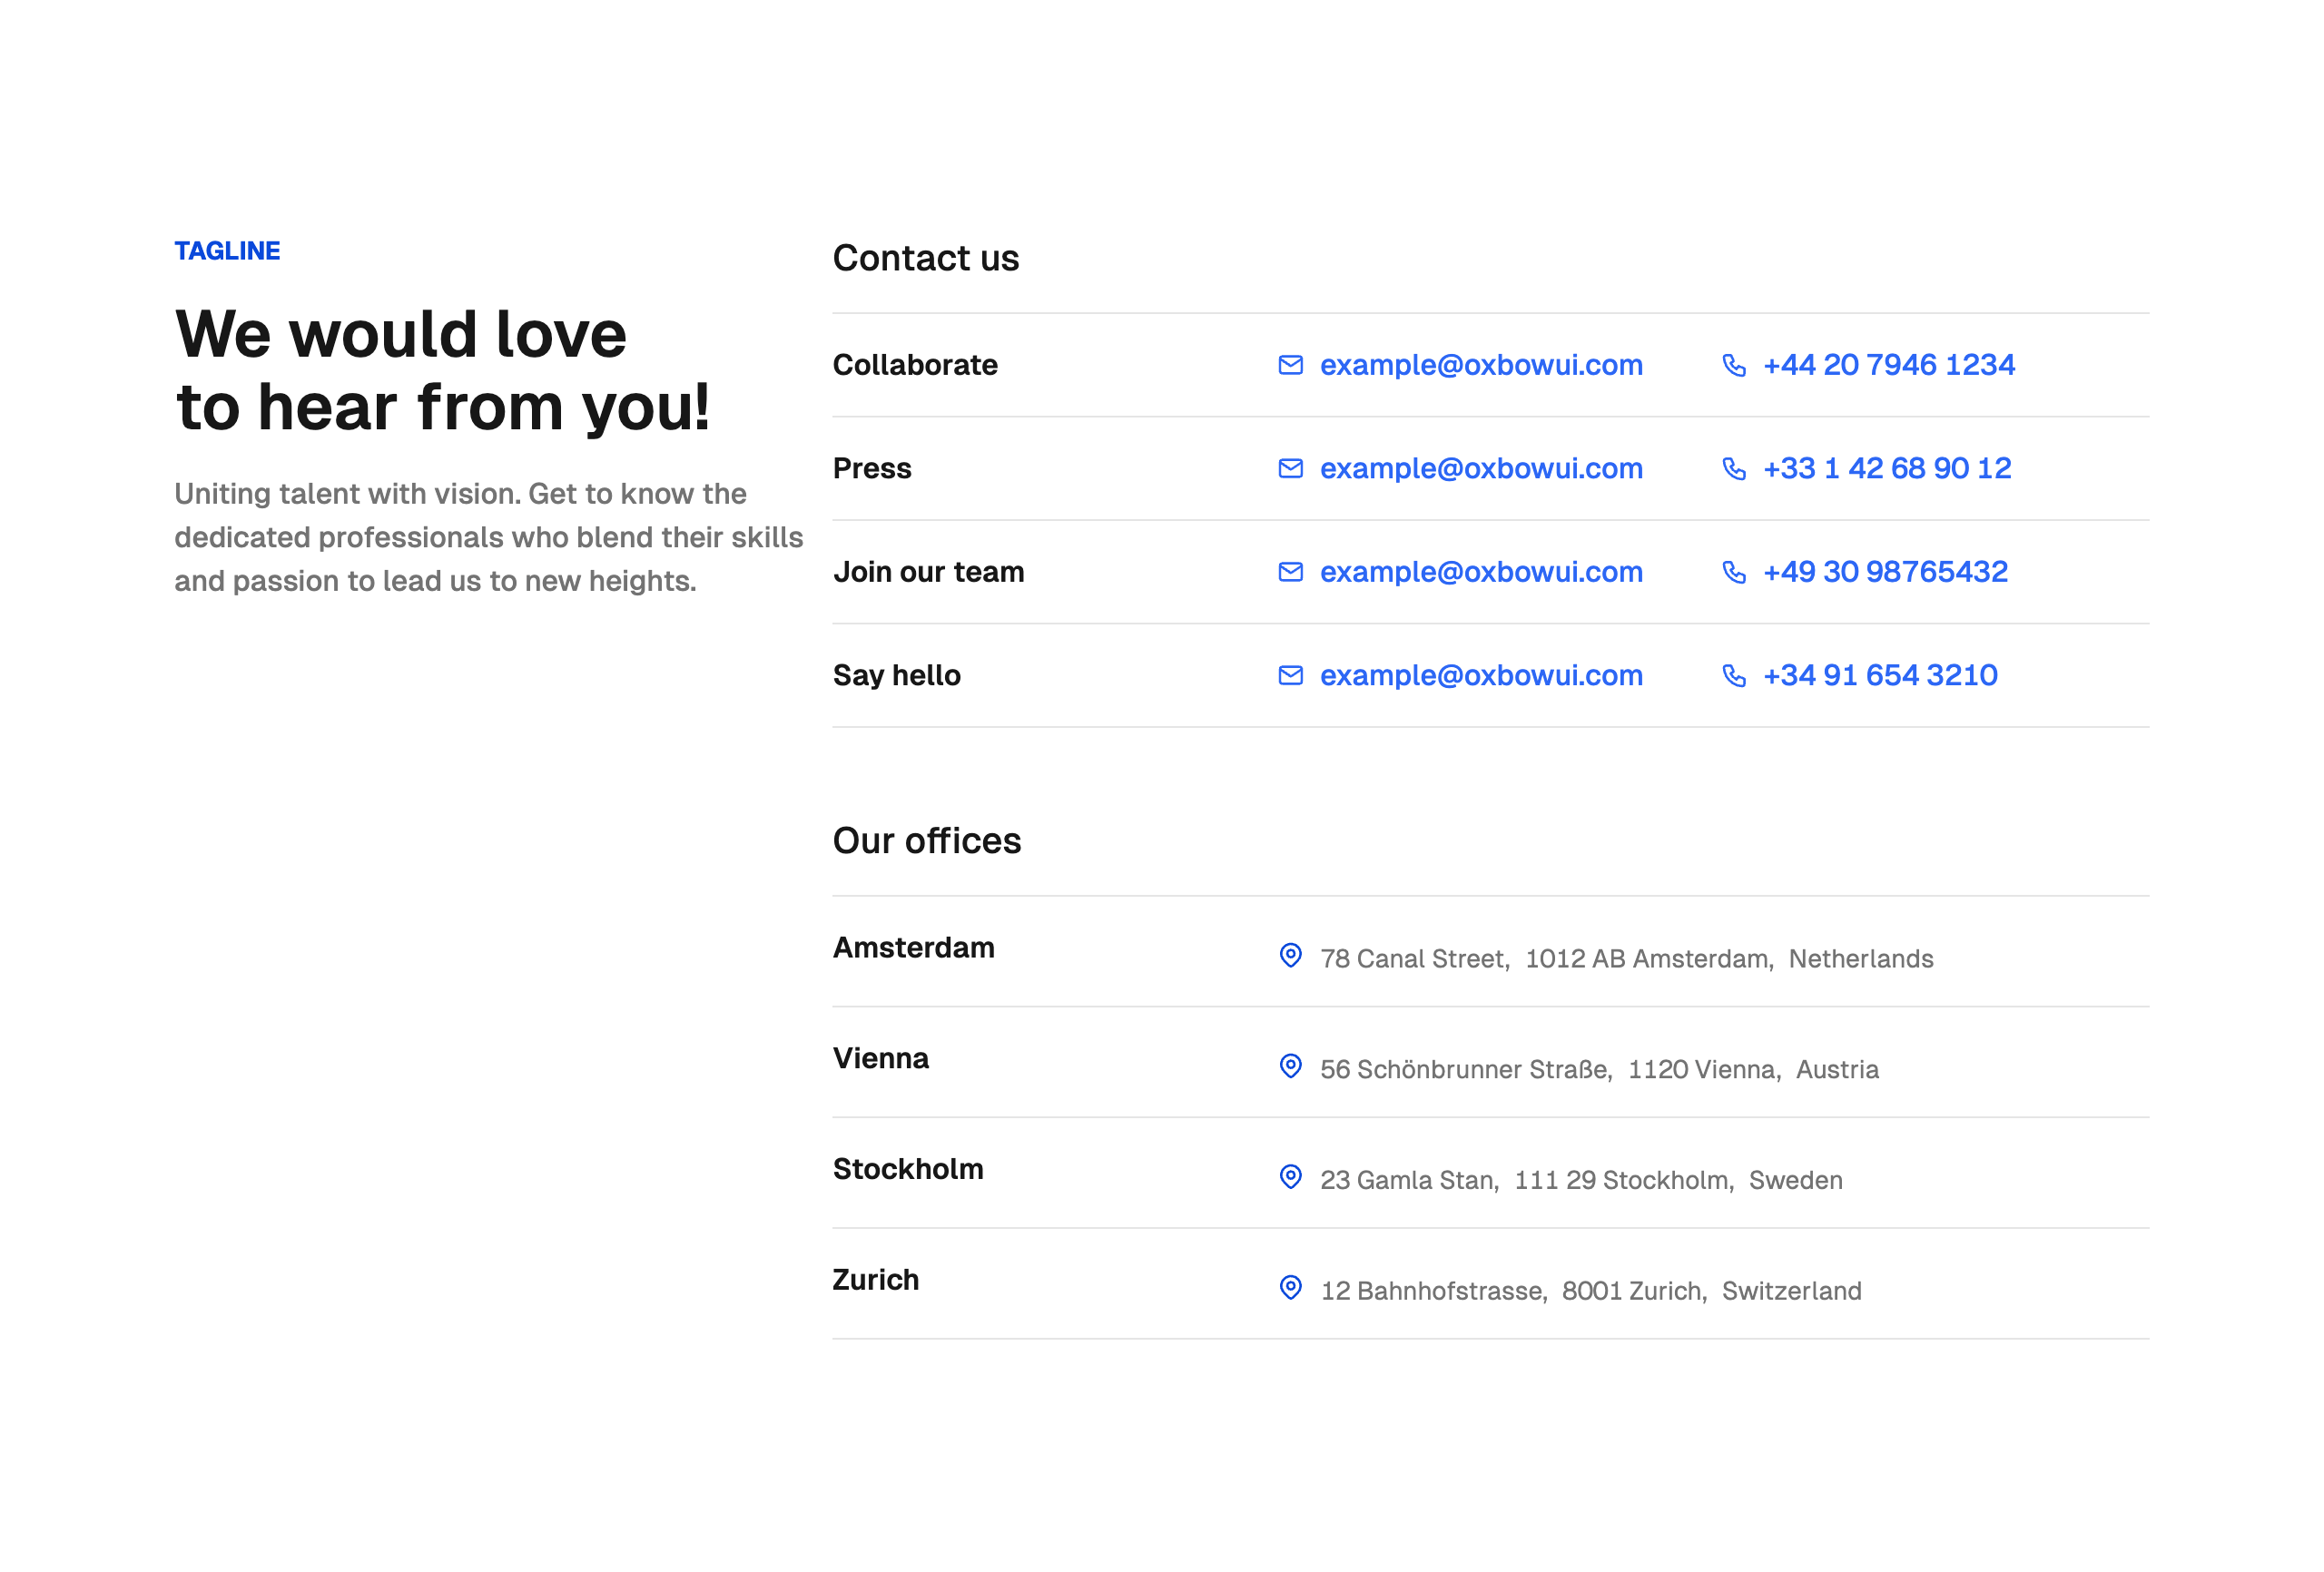 TAGLINE
We would love
to hear from you!
Uniting talent with vision. Get to know the
dedicated professionals who blend their skills
and passion to lead us to new heights.
Contact us
Collaborate example@oxbowui.com +44 20 7946 1234
Press example@oxbowui.com +33 1 42 68 90 12
Join our team example@oxbowui.com +49 30 98765432
Say hello example@oxbowui.com +34 91 654 3210
Our offices
Amsterdam 78 Canal Street, 1012 AB Amsterdam, Netherlands
Vienna 56 Schönbrunner Straße, 1120 Vienna, Austria
Stockholm 23 Gamla Stan, 111 29 Stockholm, Sweden
Zurich 12 Bahnhofstrasse, 8001 Zurich, Switzerland